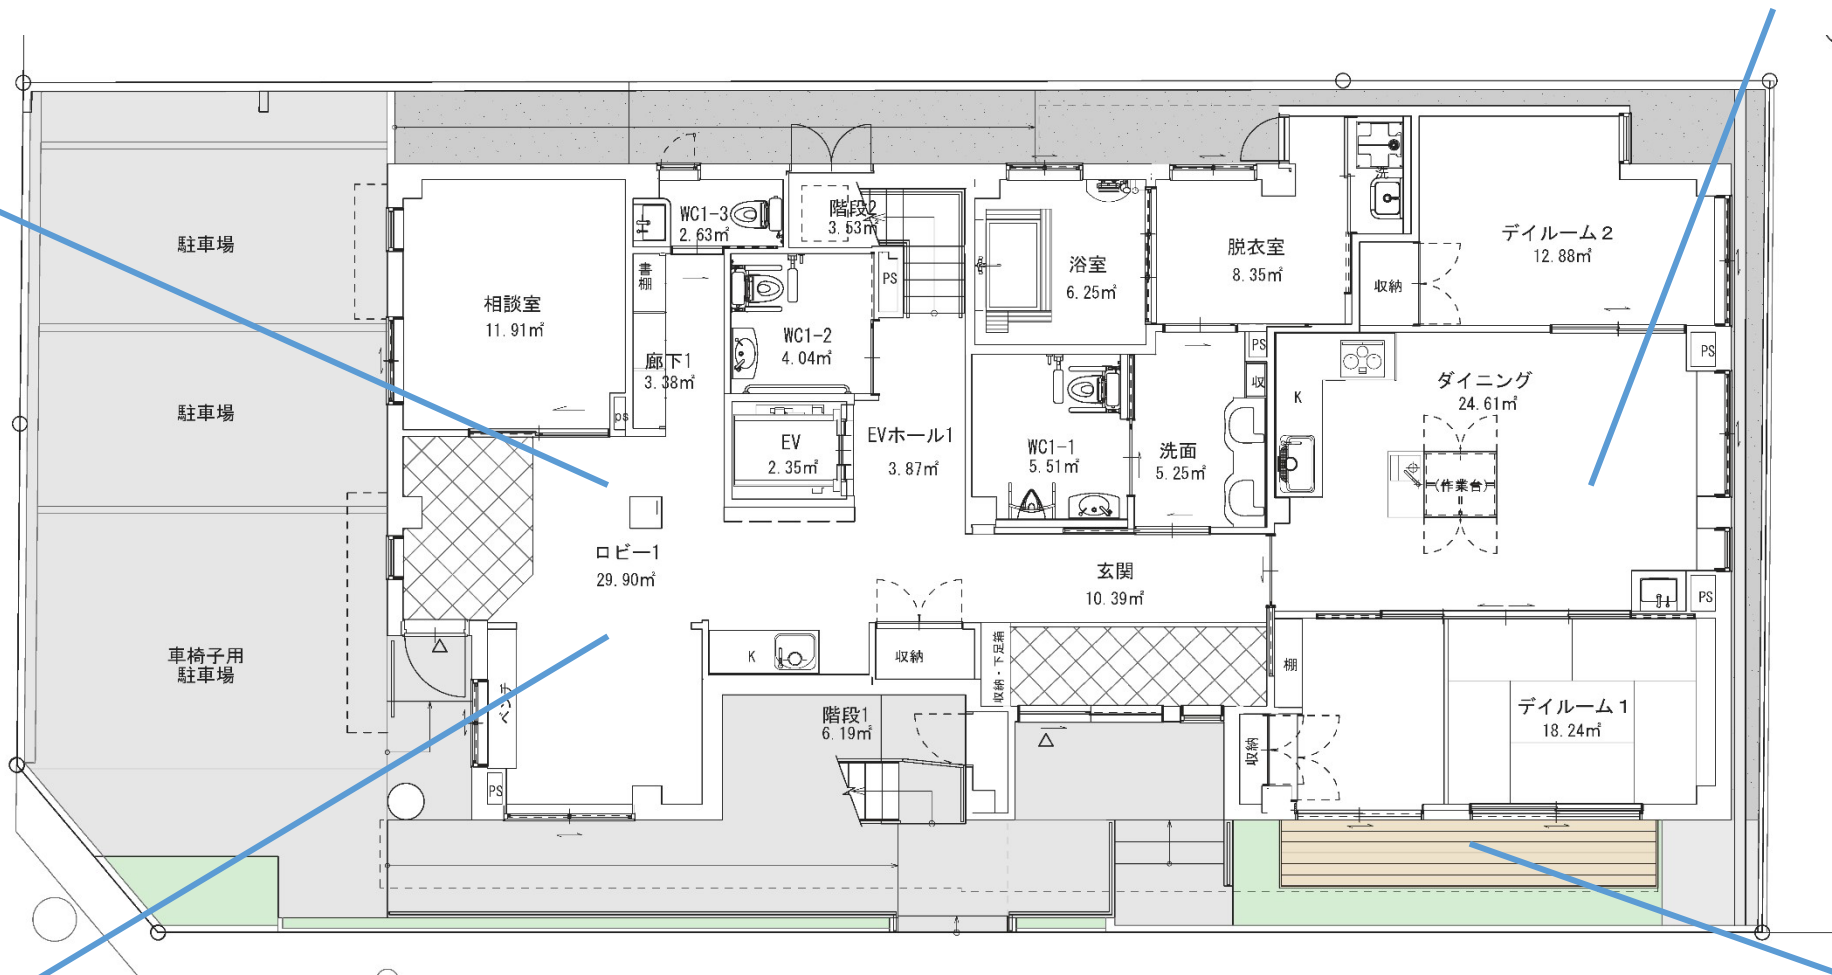 駐車場
駐車場
車椅子用
駐車場
相談室
11.91㎡
ps
書棚
廊下1
3.38㎡
WC1-3
2.63㎡
階段2
3.53㎡
PS
WC1-2
4.04㎡
EV
2.35㎡
EVホール1
3.87㎡
浴室
6.25㎡
脱衣室
8.35㎡
洗
収納
デイルーム2
12.88㎡
WC1-1
5.51㎡
洗面
5.25㎡
PS
収
K
ダイニング
24.61㎡
PS
(作業台)
ロビー1
29.90㎡
玄関
10.39㎡
PS
K
収納
収納・下足箱
棚
デイルーム1
18.24㎡
収納
ベンチ
PS
階段1
6.19㎡